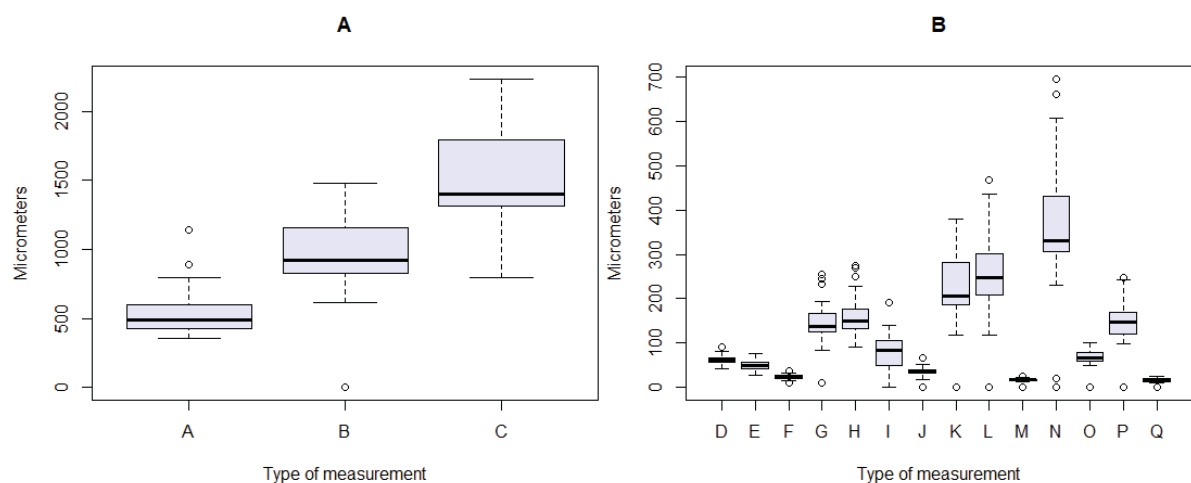 A
Micrometers
2000
1500
1000
500
0
A B C
Type of measurement
B
Micrometers
700
600
500
400
300
200
100
0
D E F G H I J K L M N O P Q
Type of measurement